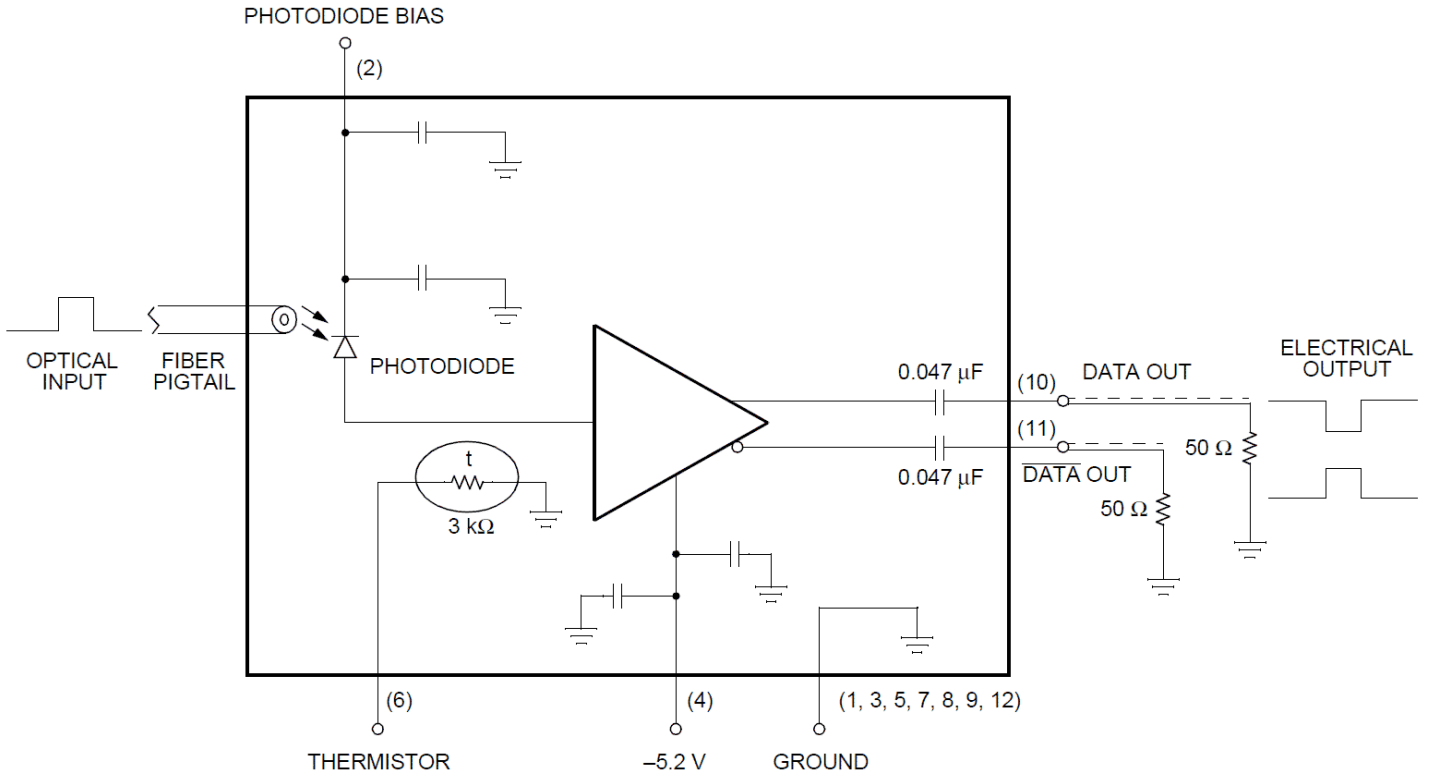 PHOTODIODE BIAS
(2)
OPTICAL
INPUT
FIBER
PIGTAIL
PHOTODIODE
t
3 kΩ
0.047 μF
(10)
DATA OUT
ELECTRICAL
OUTPUT
(11)
0.047 μF
D̅A̅T̅A̅ OUT
50 Ω
50 Ω
(6)
(4)
(1, 3, 5, 7, 8, 9, 12)
THERMISTOR
–5.2 V
GROUND